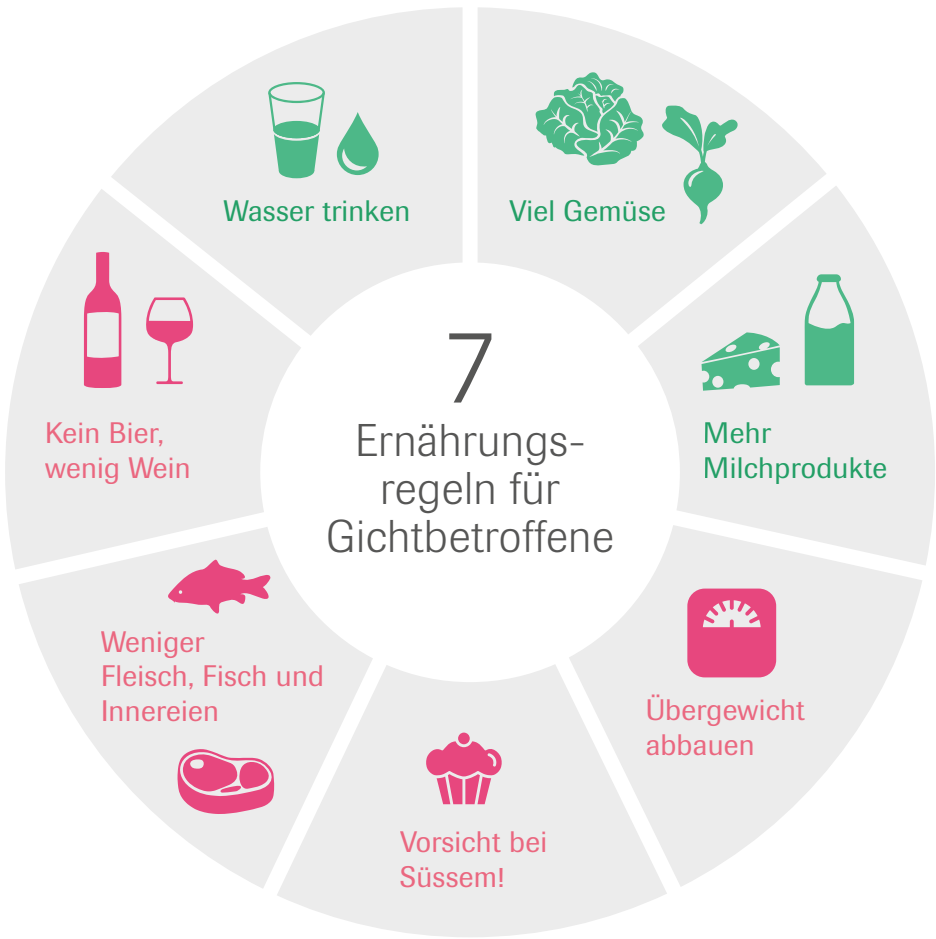 7
Ernährungs-
regeln für
Gichtbetroffene
Wasser trinken
Viel Gemüse
Mehr
Milchprodukte
Übergewicht
abbauen
Vorsicht bei
Süssem!
Weniger
Fleisch, Fisch und
Innereien
Kein Bier,
wenig Wein